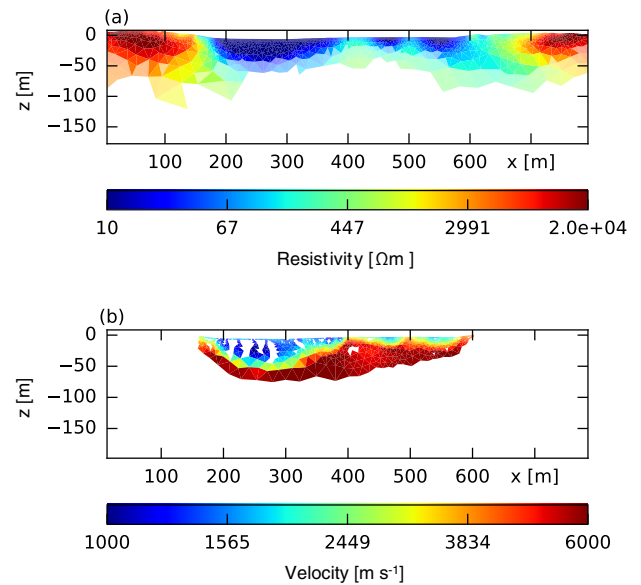 (a)
0
−50
−100
−150
z [m]
100 200 300 400 500 600 x [m]
10 67 447 2991 2.0e+04
Resistivity [Ωm ]
(b)
0
−50
−100
−150
z [m]
100 200 300 400 500 600 x [m]
1000 1565 2449 3834 6000
Velocity [m s⁻¹]